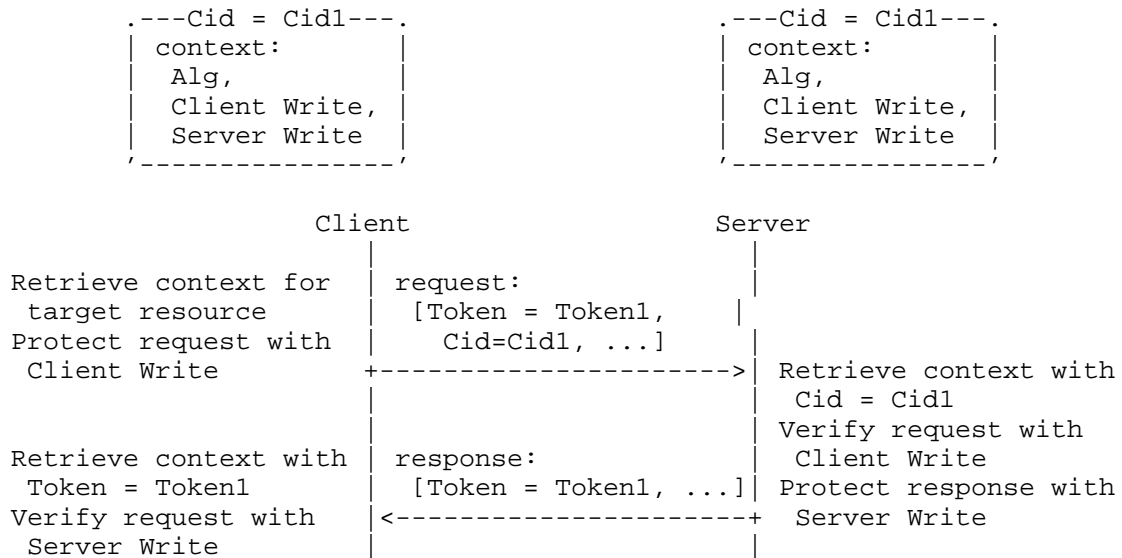 .---Cid = Cid1---.                    .---Cid = Cid1---.
| context:       |                    | context:       |
|  Alg,          |                    |  Alg,          |
|  Client Write, |                    |  Client Write, |
|  Server Write  |                    |  Server Write  |
'----------------'                    '----------------'
Client                   Server
|                       |
Retrieve context for  | request:              |
target resource      |  [Token = Token1,    |
Protect request with  |    Cid=Cid1, ...]     |
Client Write         +---------------------->| Retrieve context with
|                       |  Cid = Cid1
|                       | Verify request with
Retrieve context with | response:             |  Client Write
Token = Token1       |  [Token = Token1, ...]| Protect response with
Verify request with   |<----------------------+  Server Write
Server Write         |                       |